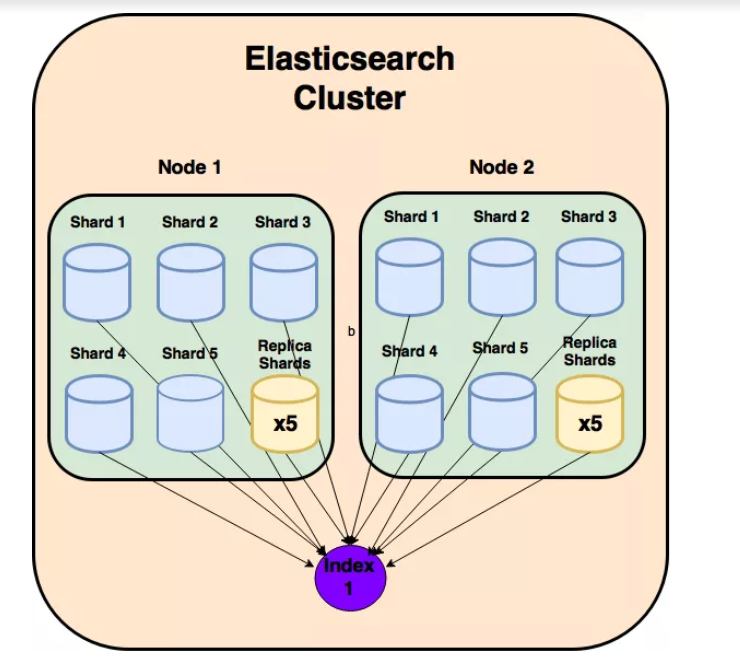 Elasticsearch
Cluster
Node 1
Node 2
Shard 1
Shard 2
Shard 3
Shard 4
Shard 5
Replica
Shards
x5
b
Shard 1
Shard 2
Shard 3
Shard 4
Shard 5
Replica
Shards
x5
Index
1